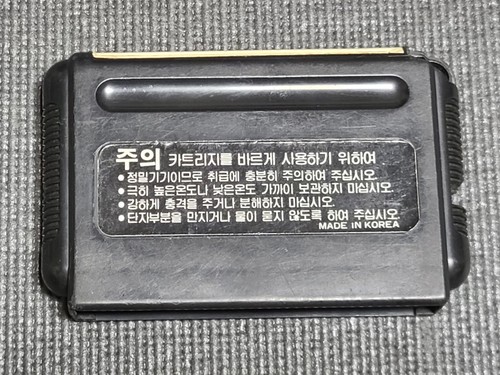 주의 카트리지를 바르게 사용하기 위하여
• 정밀기기이므로 취급에 충분히 주의하여 주십시오.
• 극히 높은온도나 낮은온도 가까이 보관하지 마십시오.
• 강하게 충격을 주거나 분해하지 마십시오.
• 단자부분을 만지거나 물이 묻지 않도록 하여 주십시오.
MADE IN KOREA